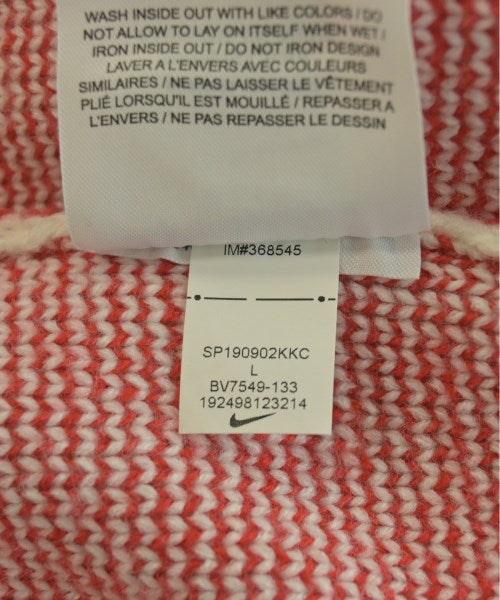 WASH INSIDE OUT WITH LIKE COLORS / DO
NOT ALLOW TO LAY ON ITSELF WHEN WET /
IRON INSIDE OUT / DO NOT IRON DESIGN
LAVER A L'ENVERS AVEC COULEURS
SIMILAIRES / NE PAS LAISSER LE VÊTEMENT
PLIÉ LORSQU'IL EST MOUILLÉ / REPASSER A
L'ENVERS / NE PAS REPASSER LE DESSIN
IM#368545
SP190902KKC
L
BV7549-133
192498123214